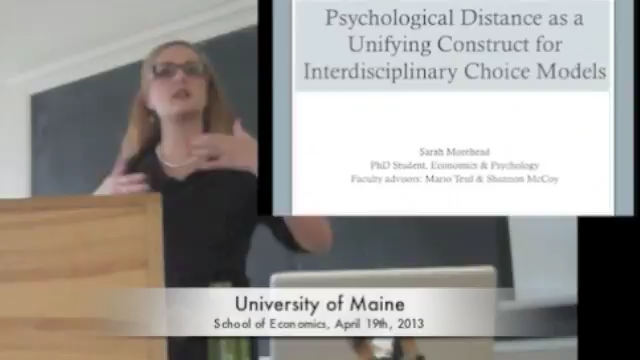 Psychological Distance as a
Unifying Construct for
Interdisciplinary Choice Models
Sarah Morehead
PhD Student, Economics & Psychology
Faculty advisors: Mario Teisl & Shannon McCoy
University of Maine
School of Economics, April 19th, 2013